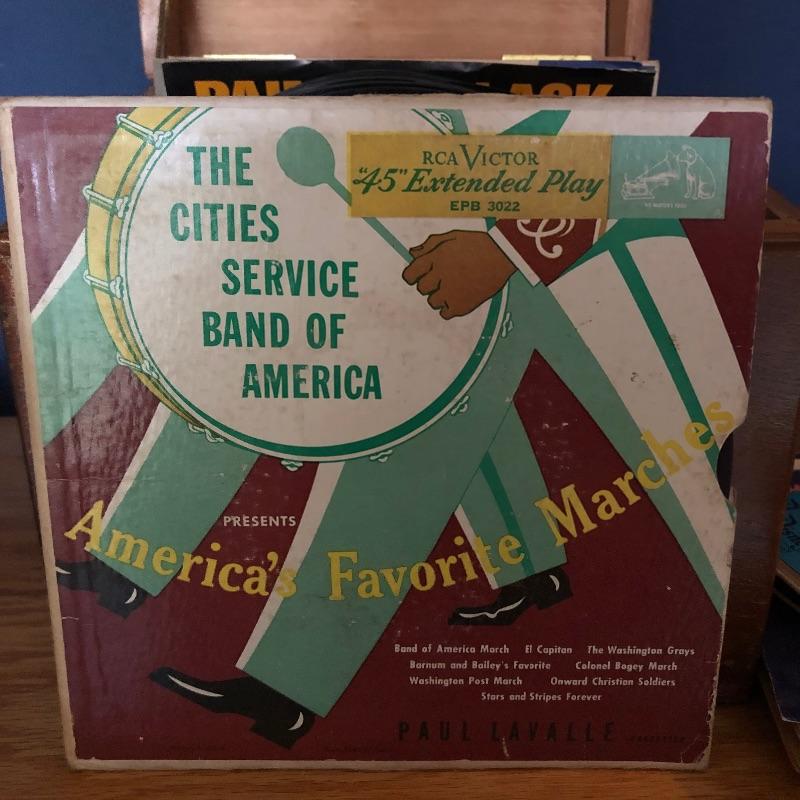 THE
CITIES
SERVICE
BAND OF
AMERICA
RCA VICTOR
"45" Extended Play
EPB 3022
PRESENTS
America's Favorite Marches
Band of America March El Capitan The Washington Grays
Barnum and Bailey's Favorite Colonel Bogey March
Washington Post March Onward Christian Soldiers
Stars and Stripes Forever
PAUL LAVALLE